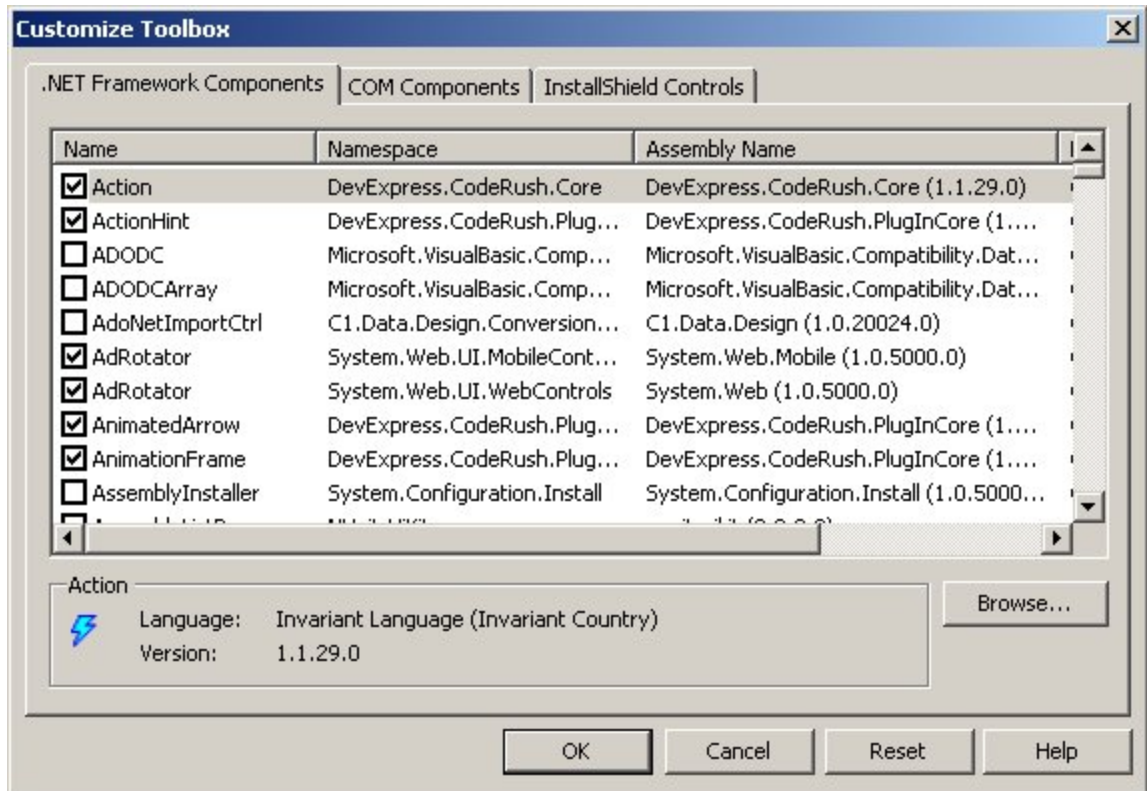 Customize Toolbox
.NET Framework Components COM Components InstallShield Controls
Name Namespace Assembly Name
Action DevExpress.CodeRush.Core DevExpress.CodeRush.Core (1.1.29.0)
ActionHint DevExpress.CodeRush.Plug... DevExpress.CodeRush.PlugInCore (1....
ADODC Microsoft.VisualBasic.Comp... Microsoft.VisualBasic.Compatibility.Dat...
ADODCArray Microsoft.VisualBasic.Comp... Microsoft.VisualBasic.Compatibility.Dat...
AdoNetImportCtrl C1.Data.Design.Conversion... C1.Data.Design (1.0.20024.0)
AdRotator System.Web.UI.MobileCont... System.Web.Mobile (1.0.5000.0)
AdRotator System.Web.UI.WebControls System.Web (1.0.5000.0)
AnimatedArrow DevExpress.CodeRush.Plug... DevExpress.CodeRush.PlugInCore (1....
AnimationFrame DevExpress.CodeRush.Plug... DevExpress.CodeRush.PlugInCore (1....
AssemblyInstaller System.Configuration.Install System.Configuration.Install (1.0.5000...
Action
Language: Invariant Language (Invariant Country)
Version: 1.1.29.0
Browse...
OK Cancel Reset Help